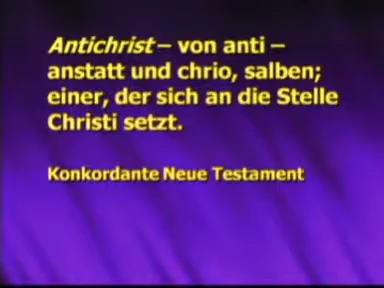 Antichrist – von anti –
anstatt und chrio, salben;
einer, der sich an die Stelle
Christi setzt.
Konkordante Neue Testament